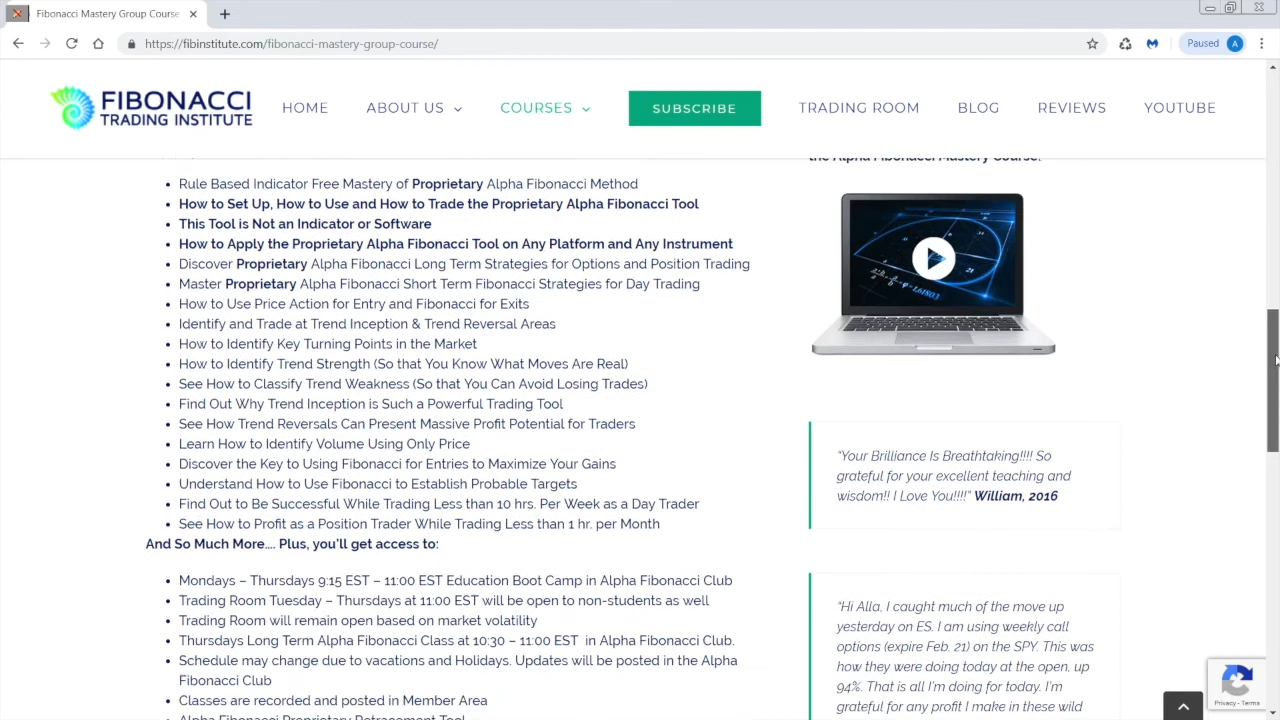 Fibonacci Mastery Group Course
https://fibinstitute.com/fibonacci-mastery-group-course/
Paused
A
FIBONACCI
TRADING INSTITUTE
HOME
ABOUT US
COURSES
SUBSCRIBE
TRADING ROOM
BLOG
REVIEWS
YOUTUBE
Rule Based Indicator Free Mastery of Proprietary Alpha Fibonacci Method
How to Set Up, How to Use and How to Trade the Proprietary Alpha Fibonacci Tool
This Tool is Not an Indicator or Software
How to Apply the Proprietary Alpha Fibonacci Tool on Any Platform and Any Instrument
Discover Proprietary Alpha Fibonacci Long Term Strategies for Options and Position Trading
Master Proprietary Alpha Fibonacci Short Term Fibonacci Strategies for Day Trading
How to Use Price Action for Entry and Fibonacci for Exits
Identify and Trade at Trend Inception & Trend Reversal Areas
How to Identify Key Turning Points in the Market
How to Identify Trend Strength (So that You Know What Moves Are Real)
See How to Classify Trend Weakness (So that You Can Avoid Losing Trades)
Find Out Why Trend Inception is Such a Powerful Trading Tool
See How Trend Reversals Can Present Massive Profit Potential for Traders
Learn How to Identify Volume Using Only Price
Discover the Key to Using Fibonacci for Entries to Maximize Your Gains
Understand How to Use Fibonacci to Establish Probable Targets
Find Out to Be Successful While Trading Less than 10 hrs. Per Week as a Day Trader
See How to Profit as a Position Trader While Trading Less than 1 hr. per Month
And So Much More…. Plus, you'll get access to:
Mondays – Thursdays 9:15 EST – 11:00 EST Education Boot Camp in Alpha Fibonacci Club
Trading Room Tuesday – Thursdays at 11:00 EST will be open to non-students as well
Trading Room will remain open based on market volatility
Thursdays Long Term Alpha Fibonacci Class at 10:30 – 11:00 EST in Alpha Fibonacci Club.
Schedule may change due to vacations and Holidays. Updates will be posted in the Alpha
Fibonacci Club
Classes are recorded and posted in Member Area
Alpha Fibonacci Proprietary Retracement Tool
the Alpha Fibonacci Mastery Course!
"Your Brilliance Is Breathtaking!!!! So
grateful for your excellent teaching and
wisdom!! I Love You!!!!" William, 2016
"Hi Alla, I caught much of the move up
yesterday on ES. I am using weekly call
options (expire Feb. 21) on the SPY. This was
how they were doing today at the open, up
94%. That is all I'm doing for today. I'm
grateful for any profit I make in these wild
Privacy - Terms